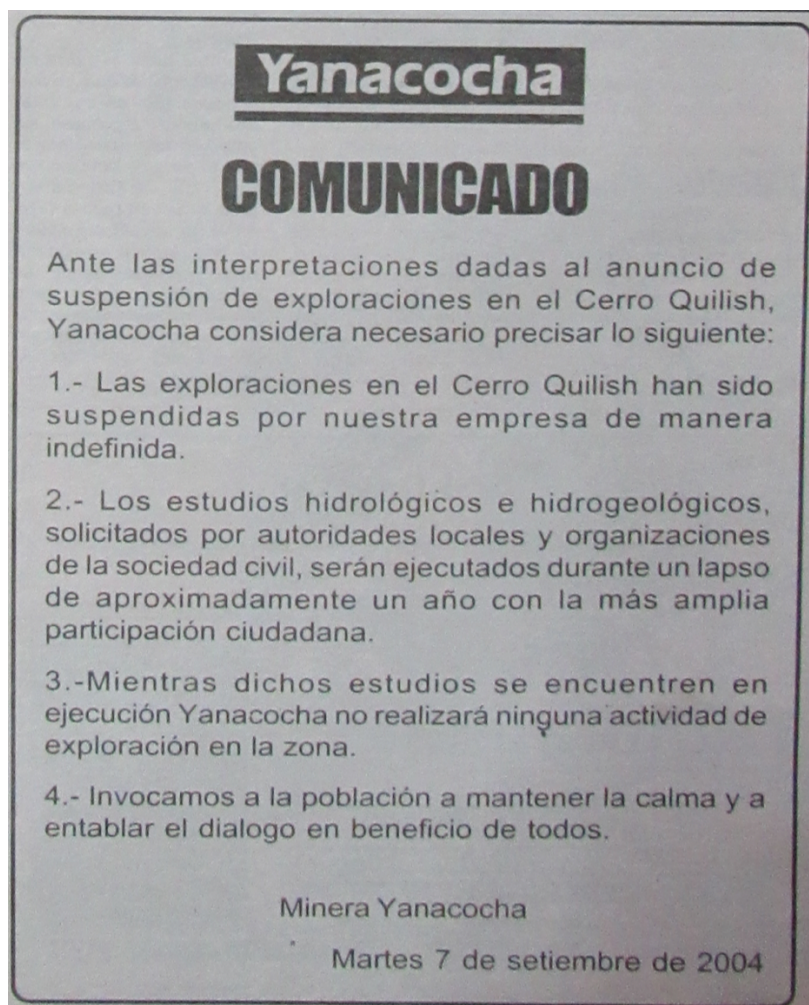 Yanacocha
COMUNICADO
Ante las interpretaciones dadas al anuncio de
suspensión de exploraciones en el Cerro Quilish,
Yanacocha considera necesario precisar lo siguiente:
1.- Las exploraciones en el Cerro Quilish han sido
suspendidas por nuestra empresa de manera
indefinida.
2.- Los estudios hidrológicos e hidrogeológicos,
solicitados por autoridades locales y organizaciones
de la sociedad civil, serán ejecutados durante un lapso
de aproximadamente un año con la más amplia
participación ciudadana.
3.-Mientras dichos estudios se encuentren en
ejecución Yanacocha no realizará ninguna actividad de
exploración en la zona.
4.- Invocamos a la población a mantener la calma y a
entablar el dialogo en beneficio de todos.
Minera Yanacocha
Martes 7 de setiembre de 2004